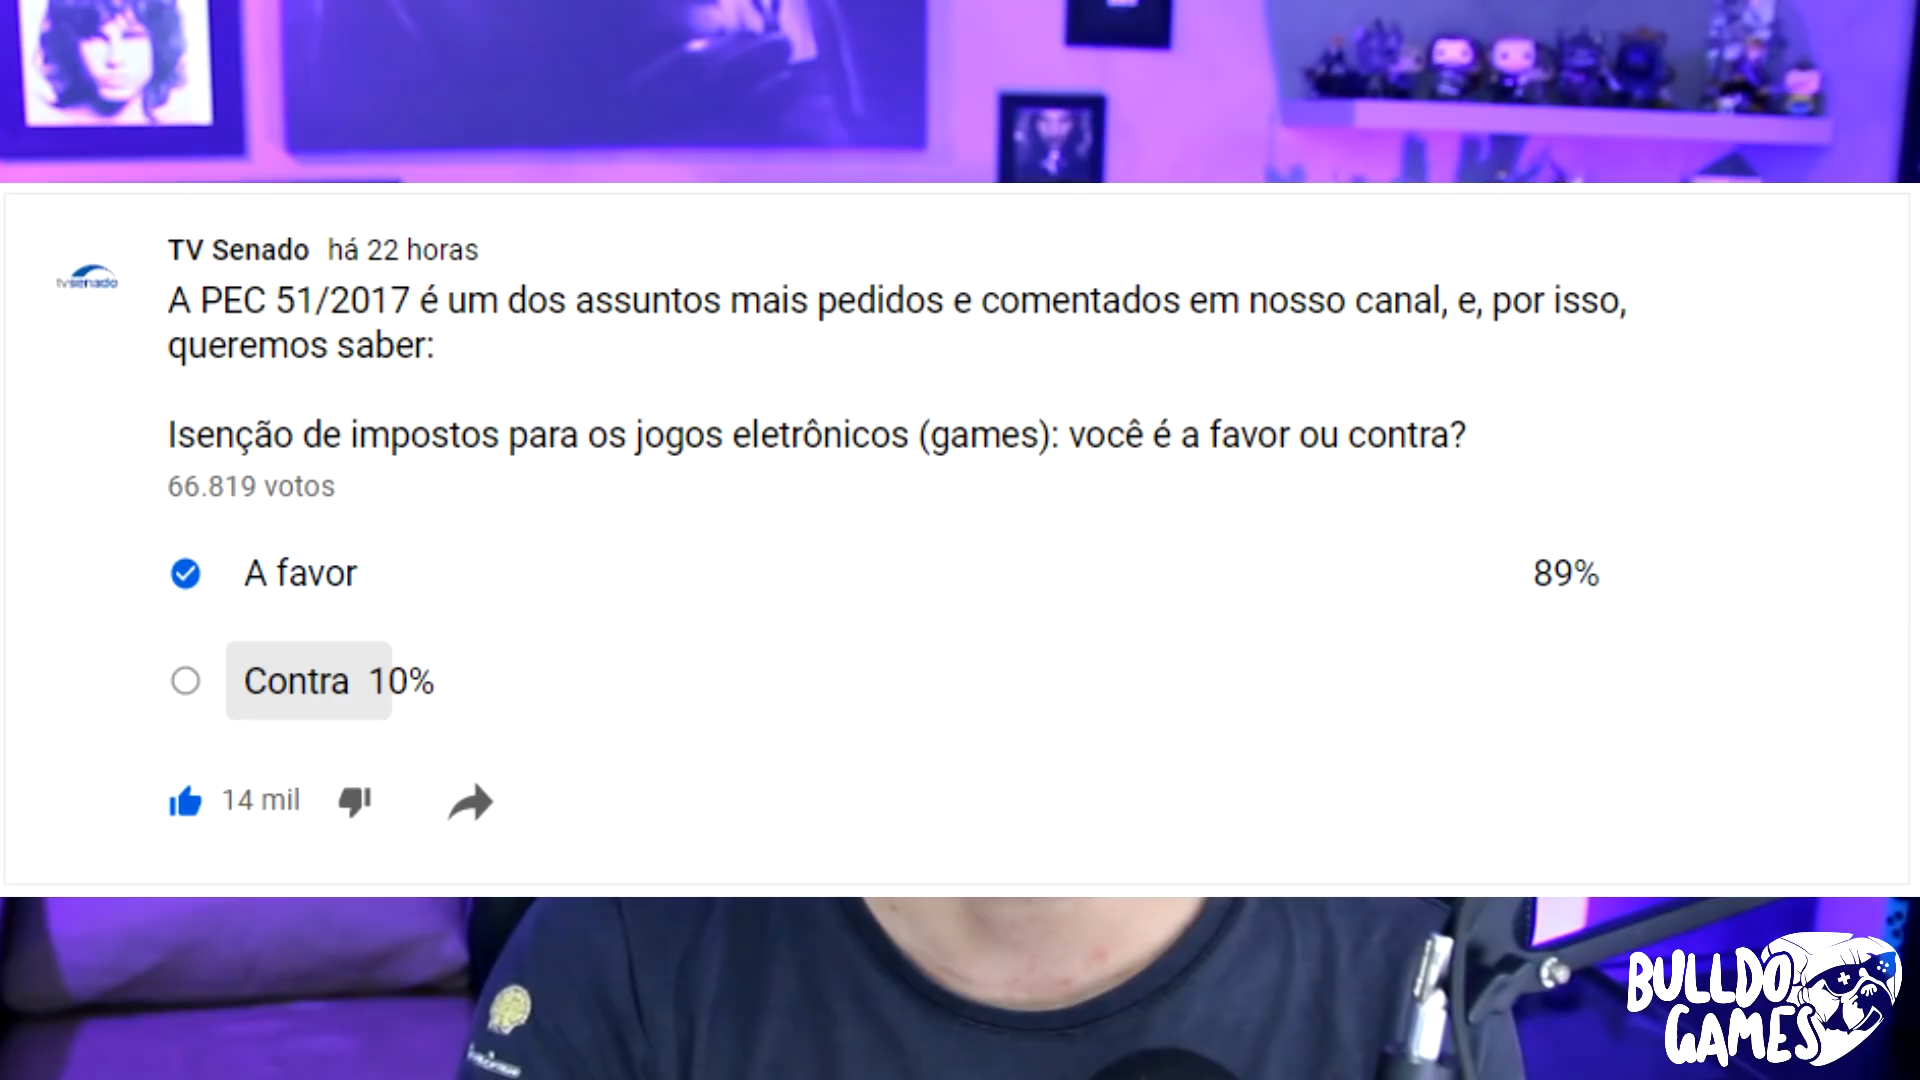 TV Senado há 22 horas
tvsenado
A PEC 51/2017 é um dos assuntos mais pedidos e comentados em nosso canal, e, por isso,
queremos saber:
Isenção de impostos para os jogos eletrônicos (games): você é a favor ou contra?
66.819 votos
A favor 89%
Contra 10%
14 mil
BULLDOG
GAMES